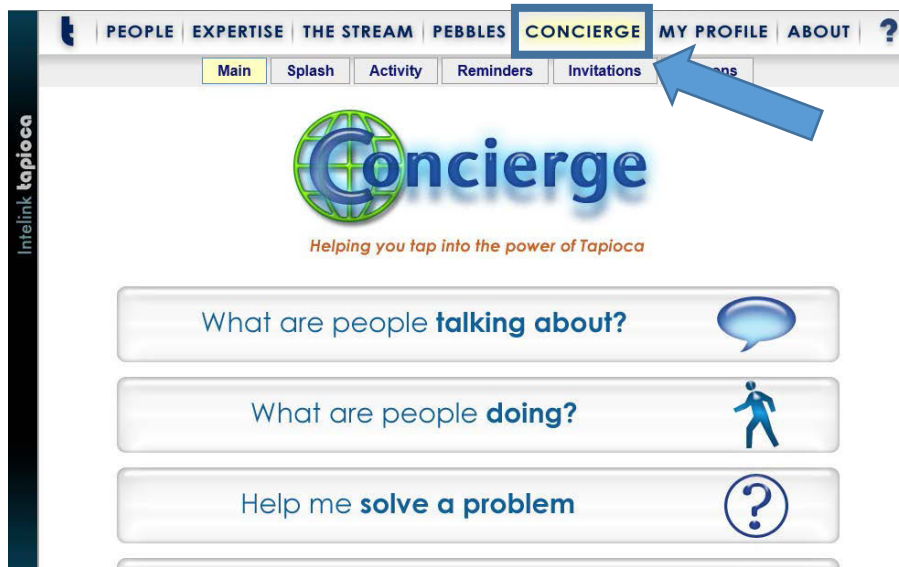 t PEOPLE EXPERTISE THE STREAM PEBBLES CONCIERGE MY PROFILE ABOUT ?
Main Splash Activity Reminders Invitations
Intelink tapioca
Concierge
Helping you tap into the power of Tapioca
What are people talking about?
What are people doing?
Help me solve a problem
?